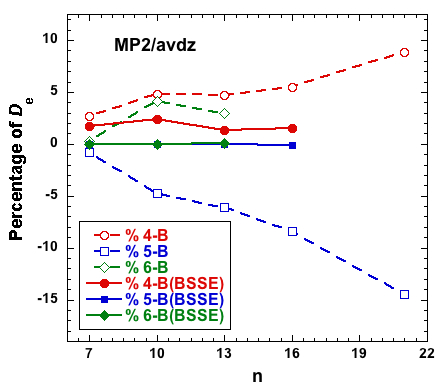 MP2/avdz
Percentage of De
10
5
0
-5
-10
-15
% 4-B
% 5-B
% 6-B
% 4-B(BSSE)
% 5-B(BSSE)
% 6-B(BSSE)
7 10 13 16 19 22
n